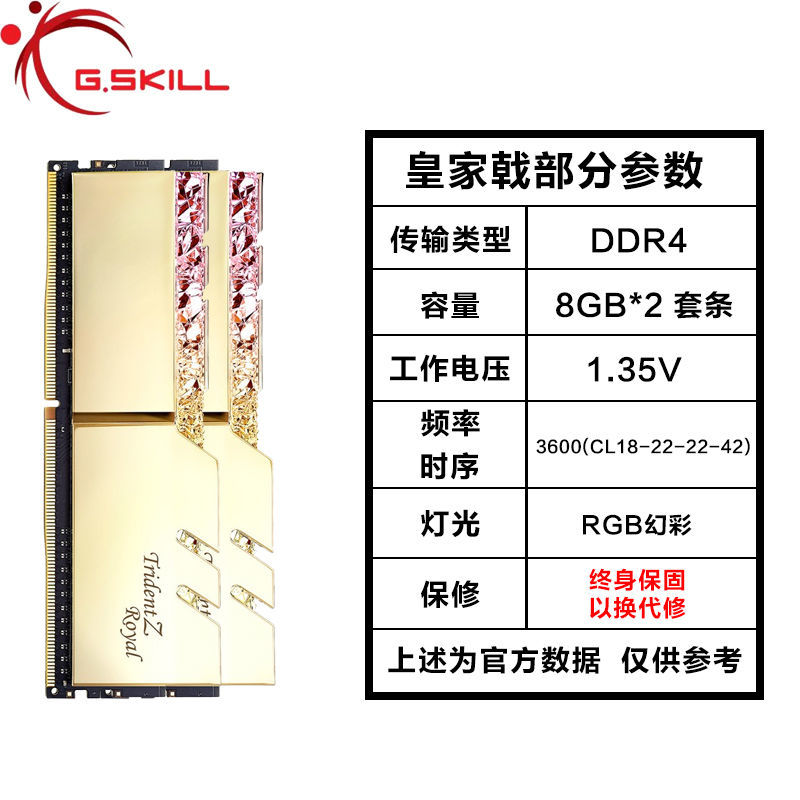 G.SKILL
皇家戟部分参数
传输类型 DDR4
容量 8GB*2 套条
工作电压 1.35V
频率
时序 3600(CL18-22-22-42)
灯光 RGB幻彩
保修 终身保固
以换代修
上述为官方数据 仅供参考
Trident Z
Royal